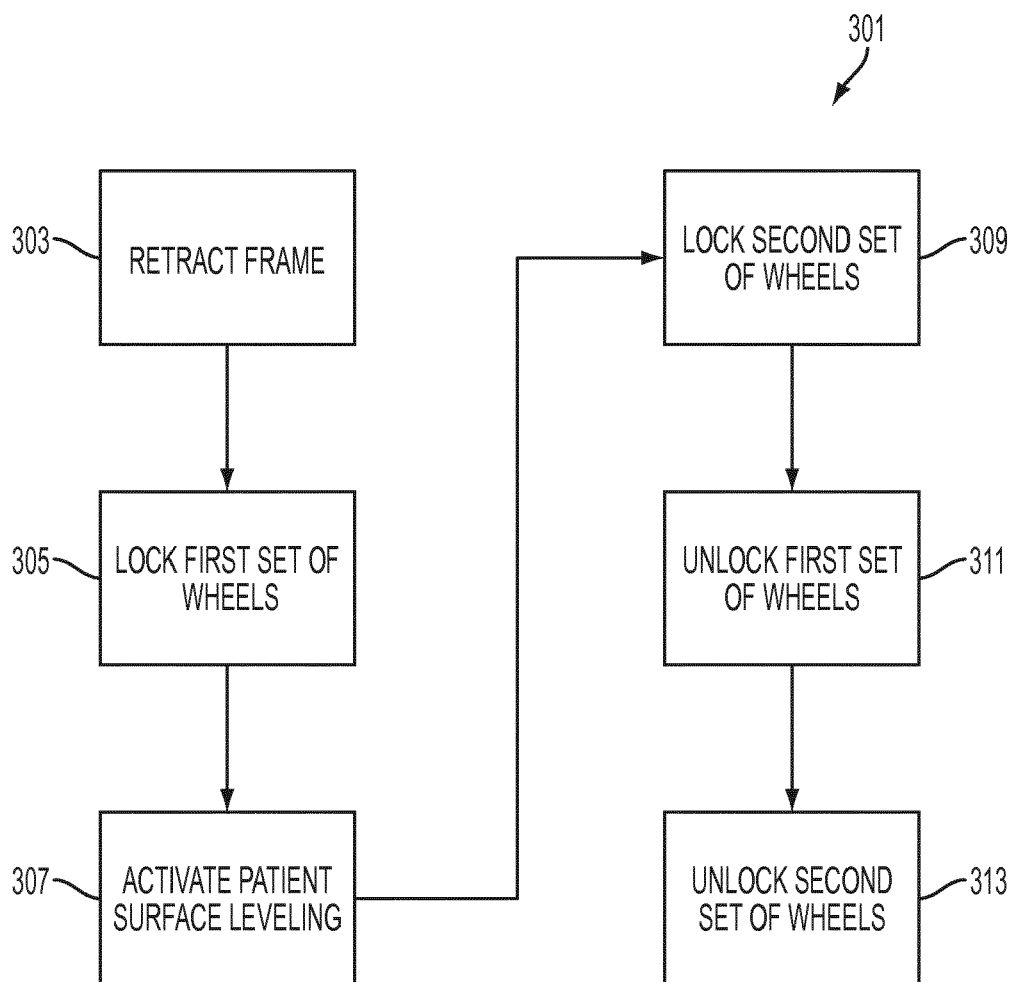 301
303
RETRACT FRAME
305
LOCK FIRST SET OF
WHEELS
307
ACTIVATE PATIENT
SURFACE LEVELING
LOCK SECOND SET
OF WHEELS
309
UNLOCK FIRST SET
OF WHEELS
311
UNLOCK SECOND
SET OF WHEELS
313